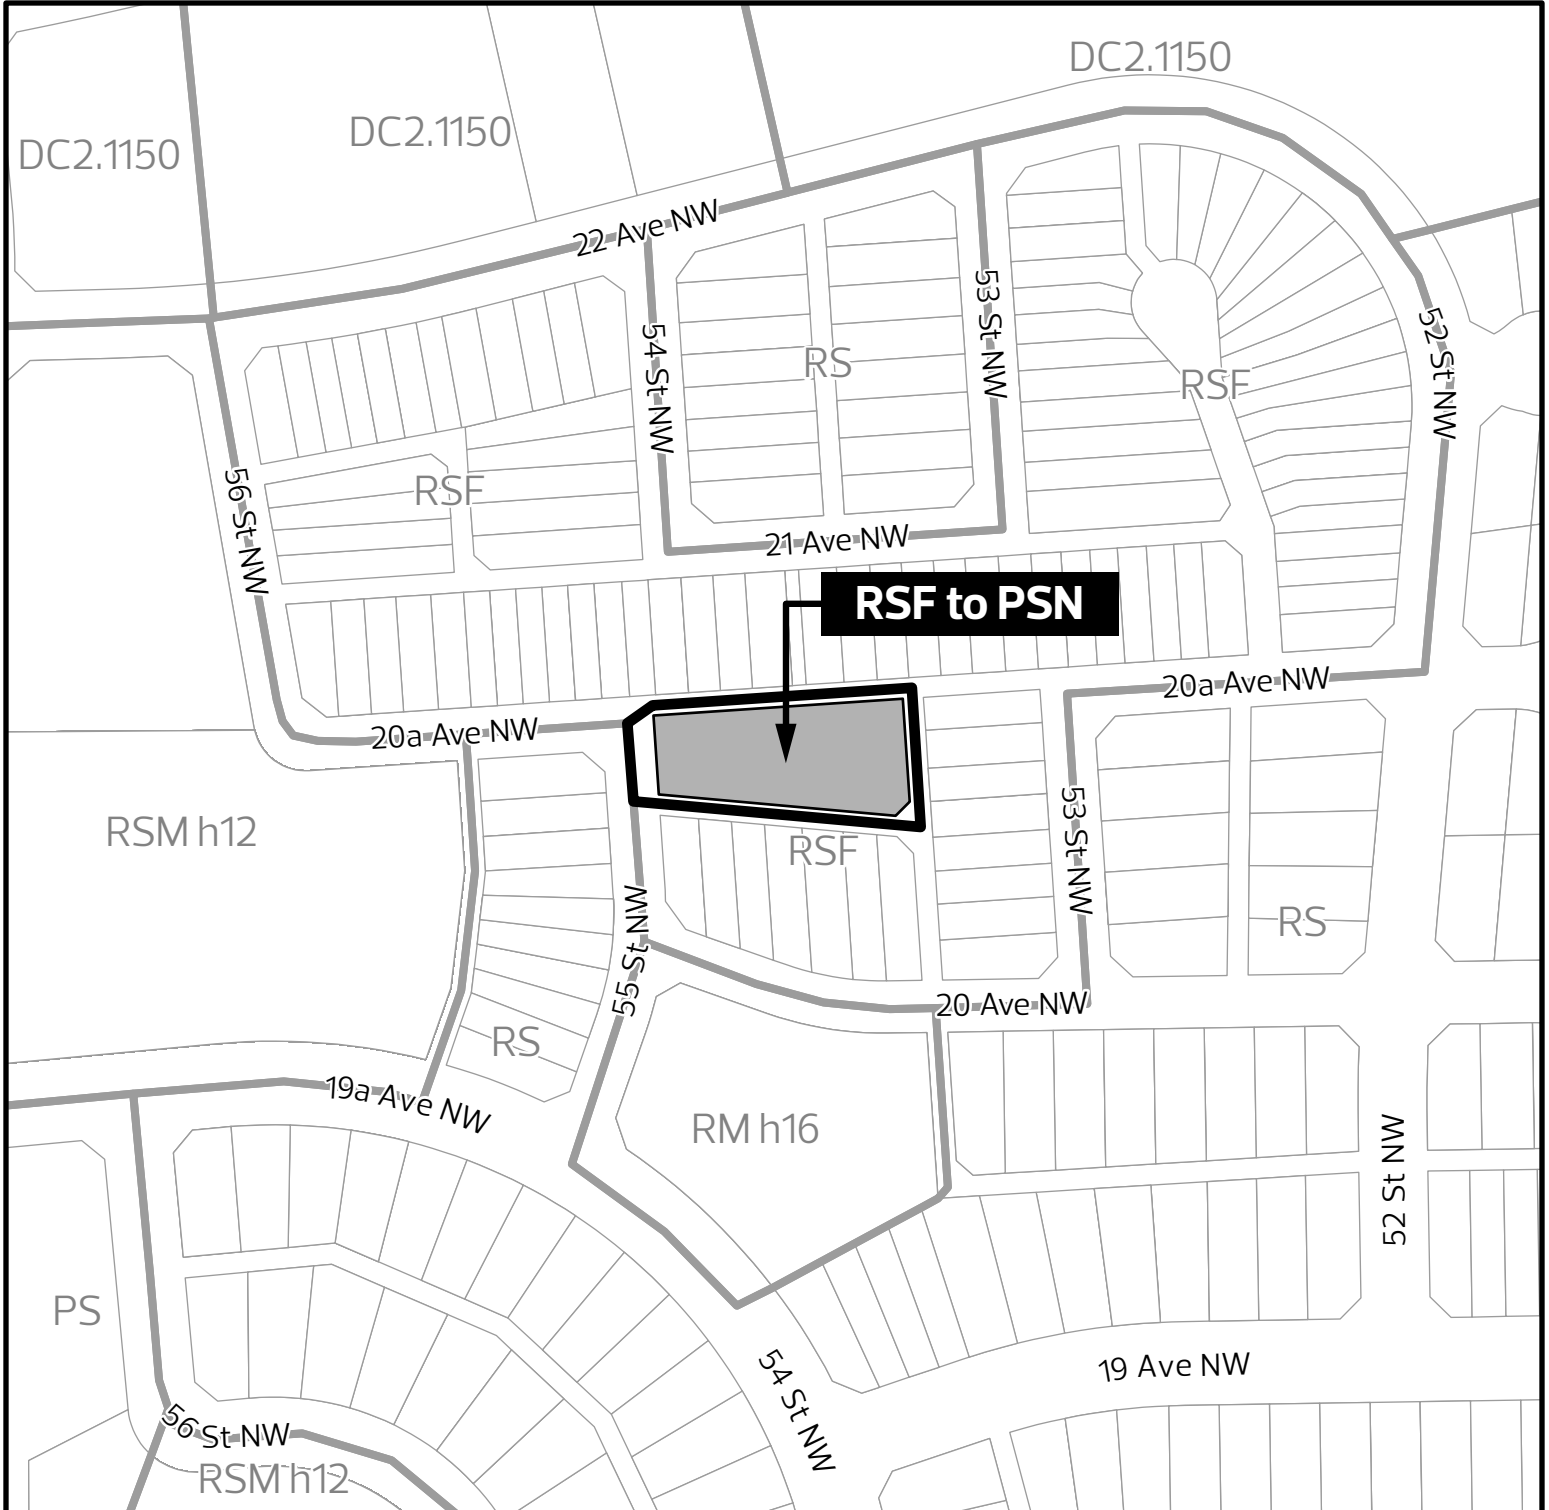 DC2.1150
DC2.1150
DC2.1150
22 Ave NW
53 St NW
52 St NW
54 St NW
RS
RSF
56 St NW
RSF
21 Ave NW
RSF to PSN
20a Ave NW
20a Ave NW
RSM h12
53 St NW
RSF
RS
55 St NW
20 Ave NW
RS
19a Ave NW
RM h16
52 St NW
PS
54 St NW
19 Ave NW
56 St NW
RSM h12